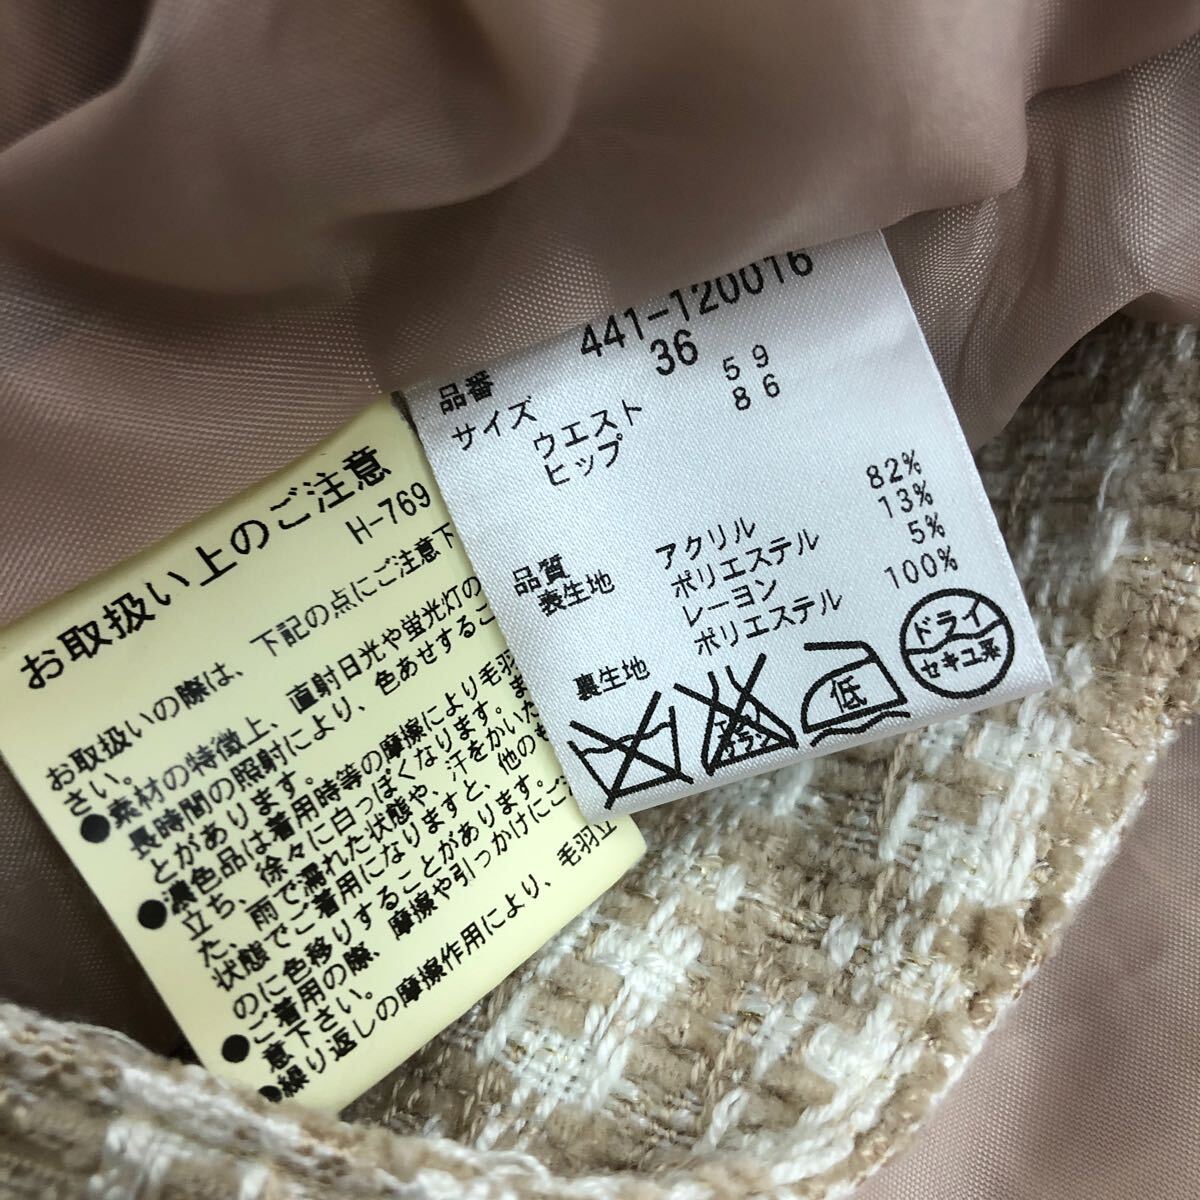 品番 441-120016
サイズ 36
ウエスト 59
ヒップ 86
品質
表生地 アクリル 82%
ポリエステル 13%
レーヨン 5%
裏生地 ポリエステル 100%
低
ドライ
セキユ系
お取扱い上のご注意
H-769
お取扱いの際は、下記の点にご注意下
さい。
●素材の特徴上、直射日光や蛍光灯の
長時間の照射により、色あせするこ
とがあります。
●濃色品は着用時等の摩擦により毛羽
立ち、徐々に白っぽくなります。ま
た、雨で濡れた状態や、汗をかいた
状態でご着用になりますと、他のも
のに色移りすることがあります。
●ご着用の際、摩擦や引っかけにご
意下さい。
●繰り返しの摩擦作用により、毛羽立